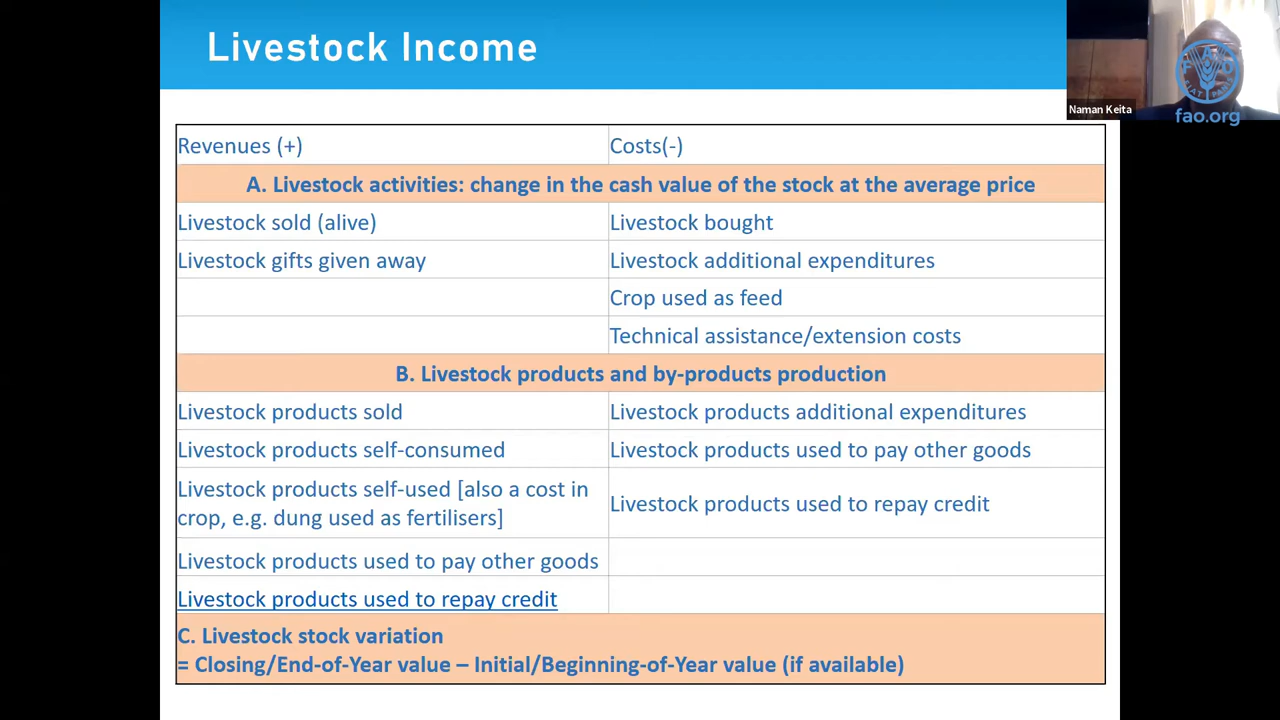 Livestock Income
Naman Keita
FAO
FIAT PANIS
fao.org
Revenues (+)
Costs(-)
A. Livestock activities: change in the cash value of the stock at the average price
Livestock sold (alive)
Livestock bought
Livestock gifts given away
Livestock additional expenditures
Crop used as feed
Technical assistance/extension costs
B. Livestock products and by-products production
Livestock products sold
Livestock products additional expenditures
Livestock products self-consumed
Livestock products used to pay other goods
Livestock products self-used [also a cost in
crop, e.g. dung used as fertilisers]
Livestock products used to repay credit
Livestock products used to pay other goods
Livestock products used to repay credit
C. Livestock stock variation
= Closing/End-of-Year value – Initial/Beginning-of-Year value (if available)